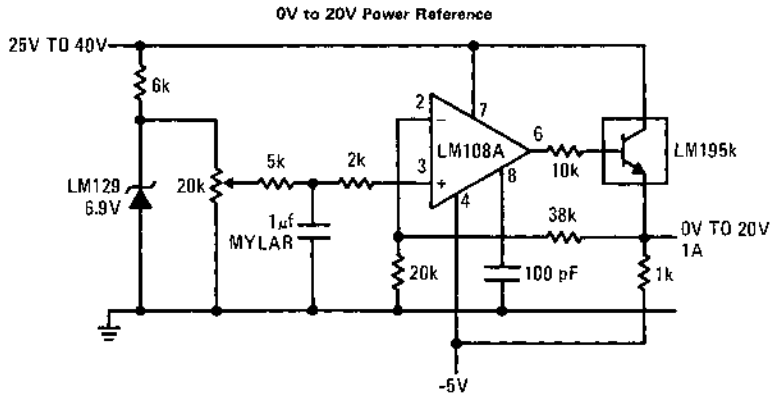 0V to 20V Power Reference
25V TO 40V
6k
2
7
LM129
6.9V
20k
5k
2k
3
LM108A
6
10k
LM195k
8
4
1µf
MYLAR
38k
0V TO 20V
1A
20k
100 pF
1k
-5V